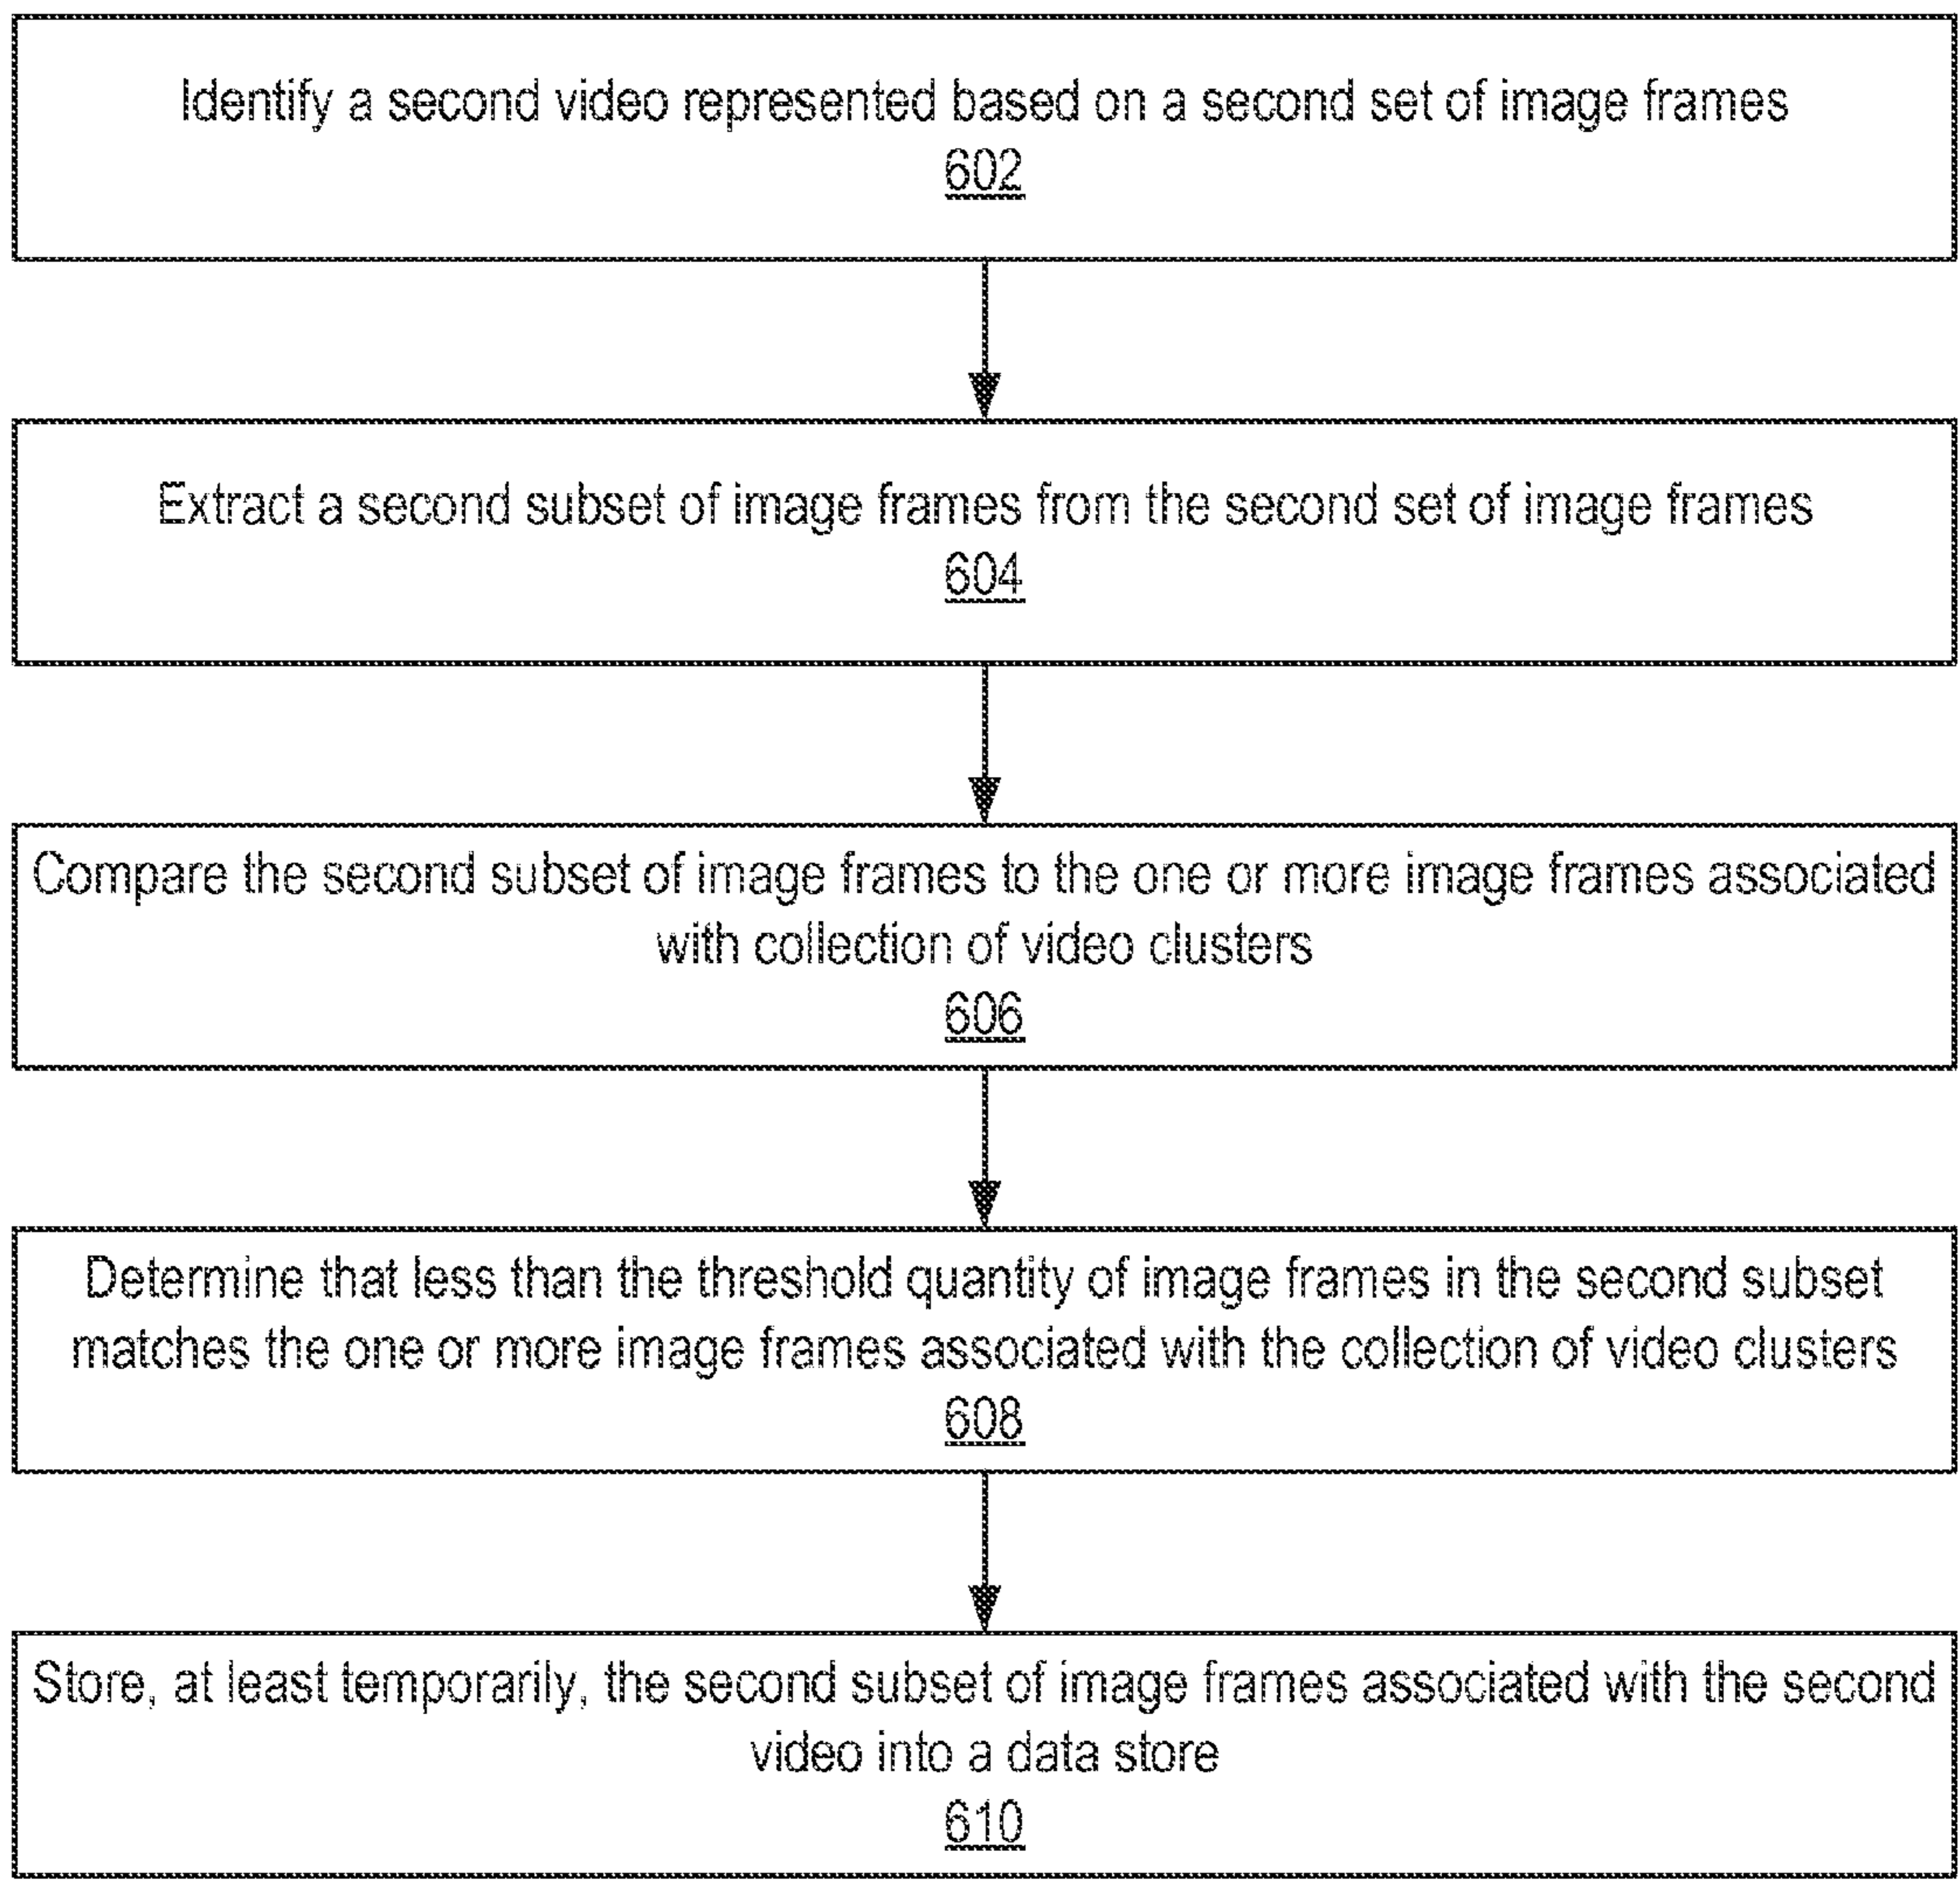 Identify a second video represented based on a second set of image frames
602
Extract a second subset of image frames from the second set of image frames
604
Compare the second subset of image frames to the one or more image frames associated
with collection of video clusters
606
Determine that less than the threshold quantity of image frames in the second subset
matches the one or more image frames associated with the collection of video clusters
608
Store, at least temporarily, the second subset of image frames associated with the second
video into a data store
610